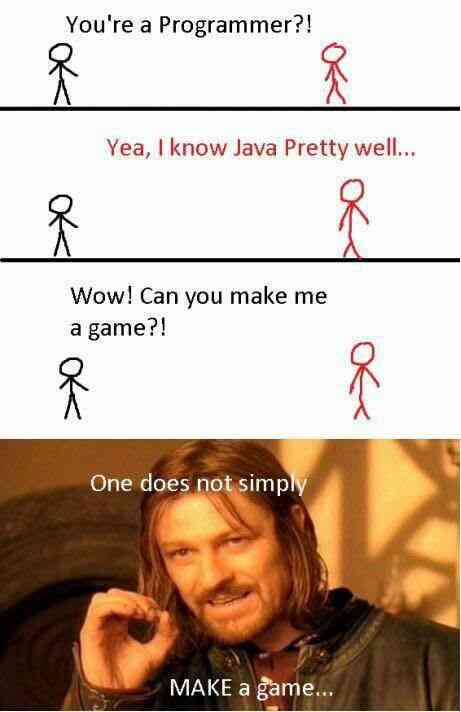 You're a Programmer?!
Yea, I know Java Pretty well...
Wow! Can you make me
a game?!
One does not simply
MAKE a game...